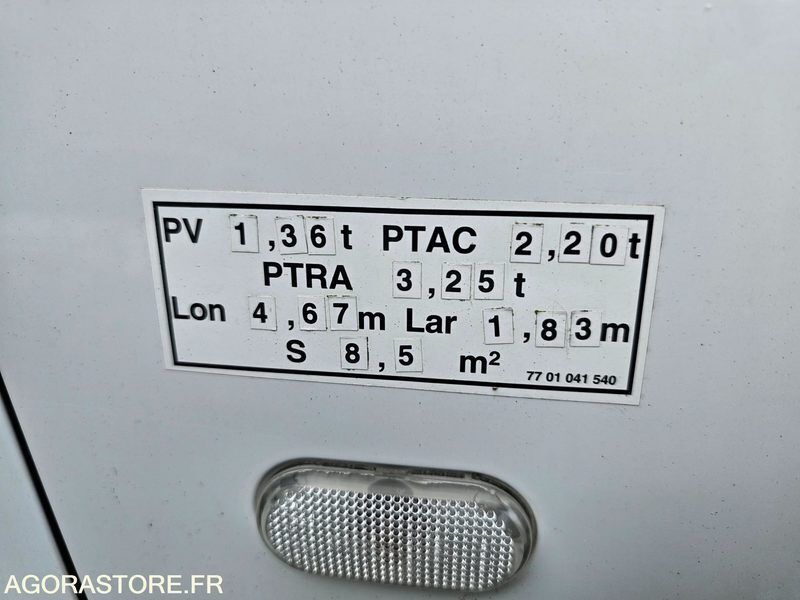 PV 1,36t PTAC 2,20t
PTRA 3,25t
Lon 4,67m Lar 1,83m
S 8,5 m²
77 01 041 540
AGORASTORE.FR